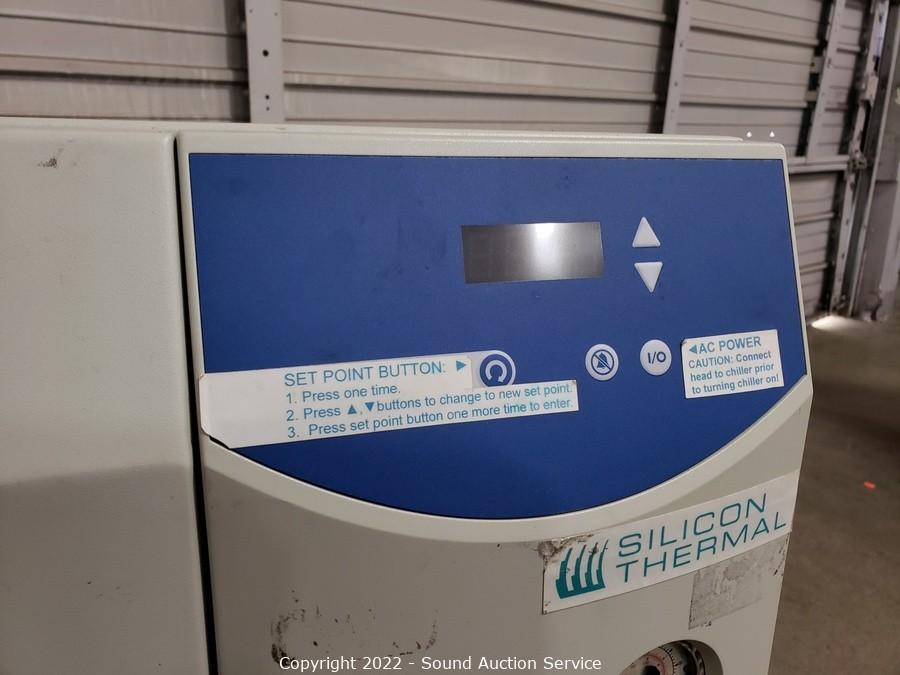 SET POINT BUTTON: ▶
1. Press one time.
2. Press ▲,▼buttons to change to new set point.
3. Press set point button one more time to enter.
I/O
◀AC POWER
CAUTION: Connect
head to chiller prior
to turning chiller on!
SILICON
THERMAL
Copyright 2022 - Sound Auction Service